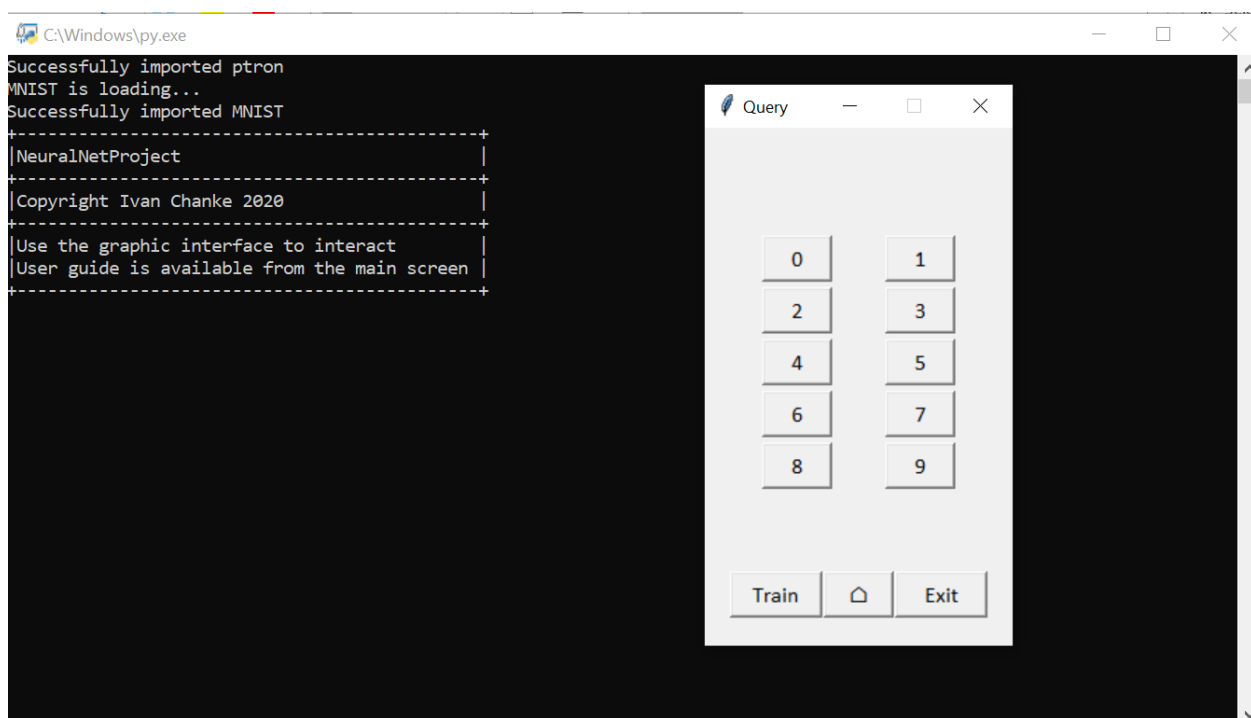 C:\Windows\py.exe
Successfully imported ptron
MNIST is loading...
Successfully imported MNIST
+---------------------------------------------+
|NeuralNetProject |
+---------------------------------------------+
|Copyright Ivan Chanke 2020 |
+---------------------------------------------+
|Use the graphic interface to interact |
|User guide is available from the main screen |
+---------------------------------------------+
Query
0 1
2 3
4 5
6 7
8 9
Train ⌂ Exit